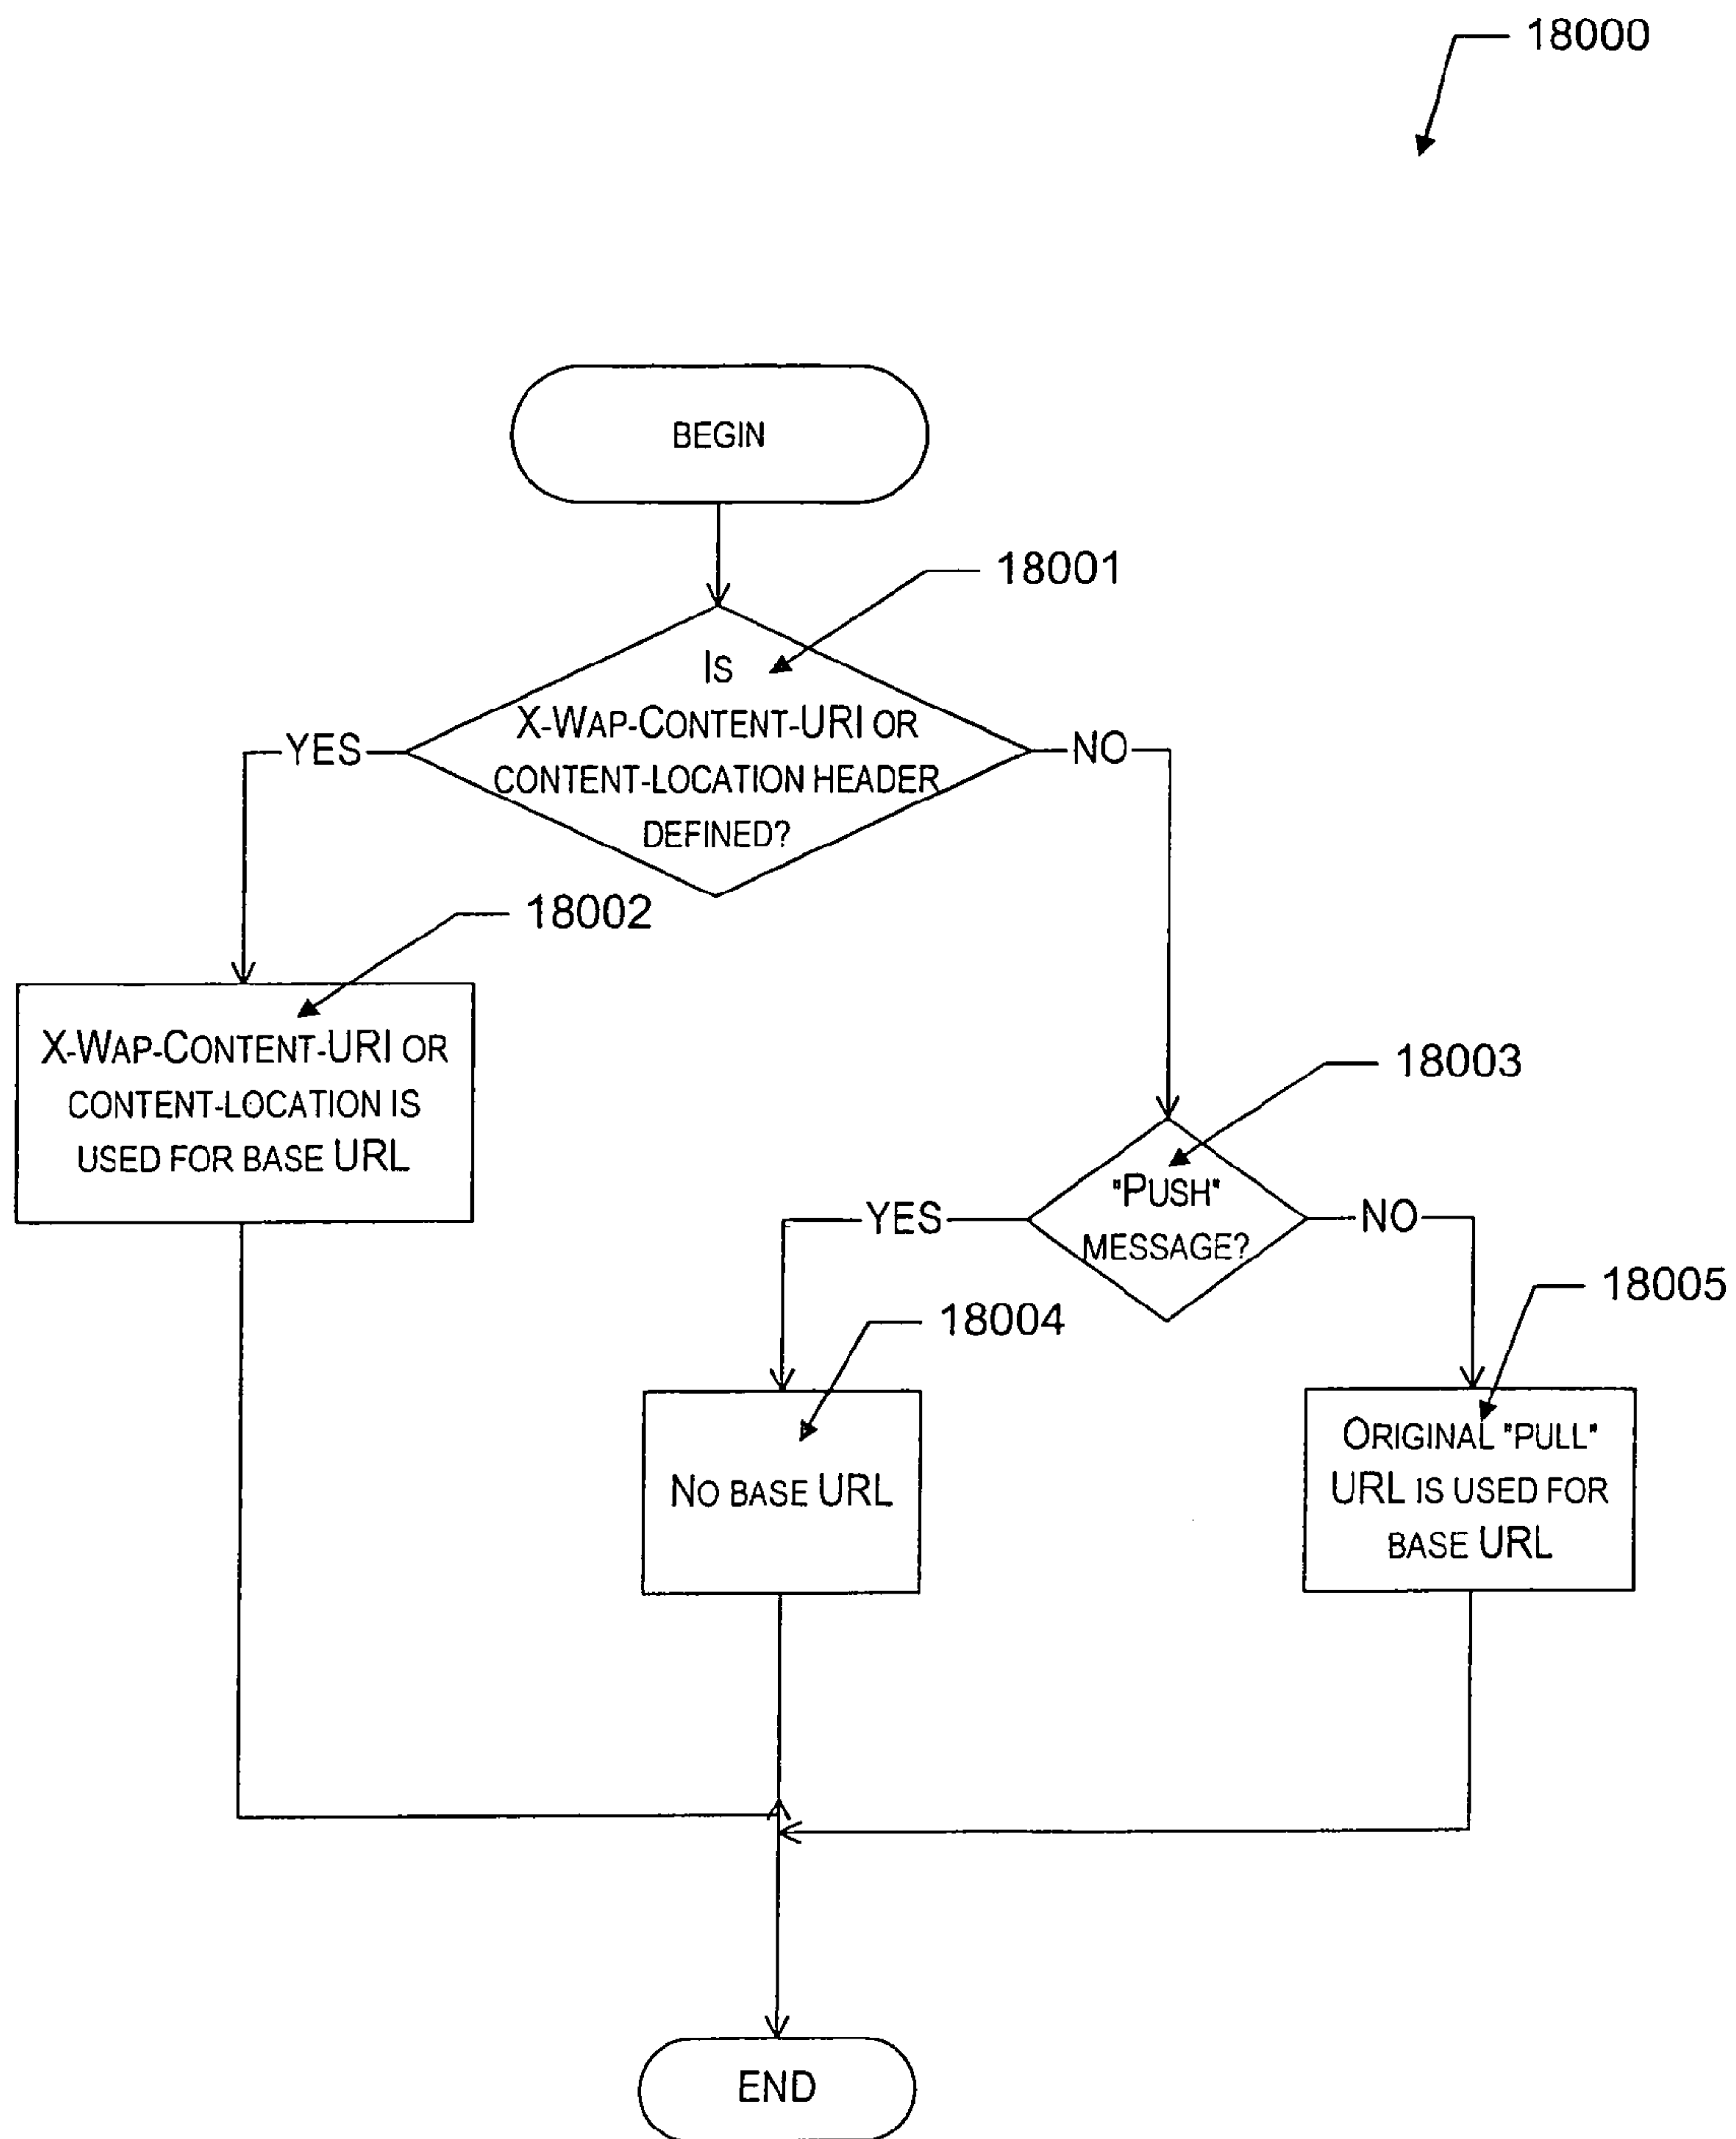 18000
BEGIN
18001
IS
X-WAP-CONTENT-URI OR
CONTENT-LOCATION HEADER
DEFINED?
YES
NO
18002
X-WAP-CONTENT-URI OR
CONTENT-LOCATION IS
USED FOR BASE URL
18003
"PUSH"
MESSAGE?
YES
NO
18004
NO BASE URL
18005
ORIGINAL "PULL"
URL IS USED FOR
BASE URL
END